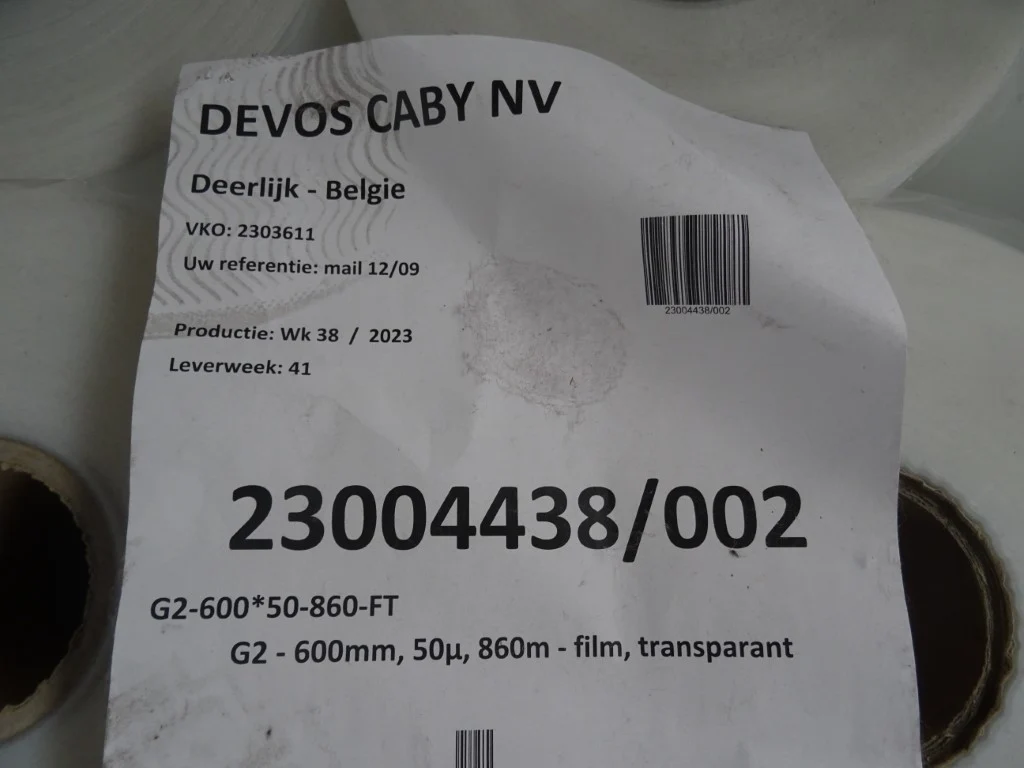 DEVOS CABY NV
Deerlijk - Belgie
VKO: 2303611
Uw referentie: mail 12/09
23004438/002
Productie: Wk 38 / 2023
Leverweek: 41
23004438/002
G2-600*50-860-FT
G2 - 600mm, 50µ, 860m - film, transparant